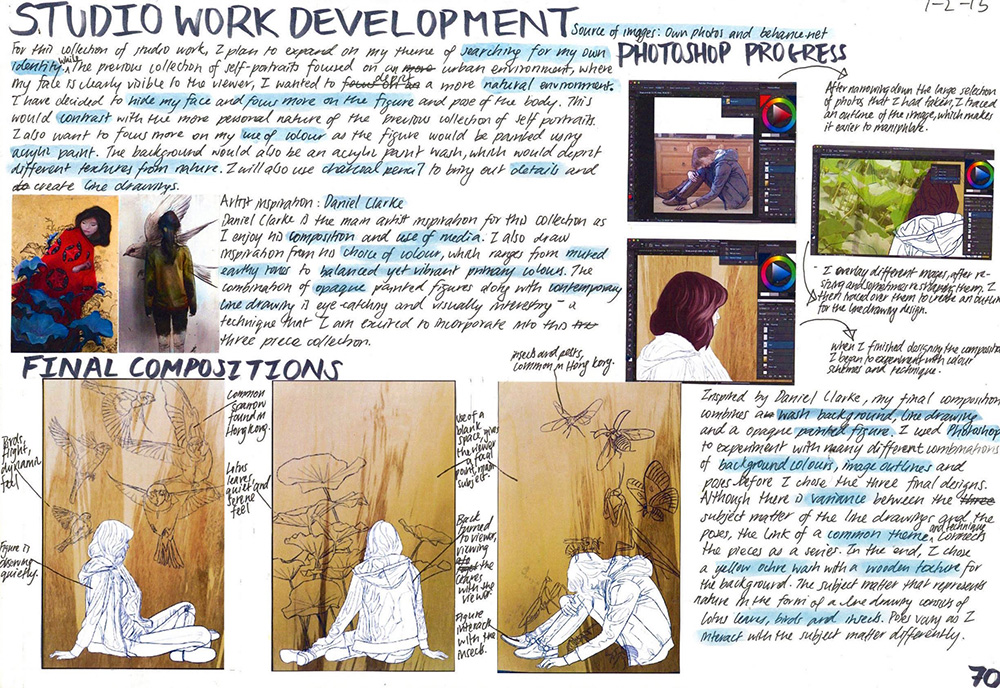 1-2-15
STUDIO WORK DEVELOPMENT
Source of images: Own photos and behance.net
For this collection of studio work, I plan to expand on my theme of searching for my own
identity. While the previous collection of self-portraits focused on an urban environment, where
my face is clearly visible to the viewer, I wanted to depict a more natural environment.
I have decided to hide my face and focus more on the figure and pose of the body. This
would contrast with the more personal nature of the previous collection of self portraits.
I also want to focus more on my use of colour as the figure would be painted using
acrylic paint. The background would also be an acrylic paint wash, which would depict
different textures from nature. I will also use charcoal pencil to bring out details and
create line drawings.
PHOTOSHOP PROGRESS
After narrowing down the large selection
of photos that I had taken, I traced
an outline of the image, which makes
it easier to manipulate.
Artist inspiration: Daniel Clarke
Daniel Clarke is the main artist inspiration for this collection as
I enjoy his composition and use of media. I also draw
inspiration from his choice of colour, which ranges from muted
earthy tones to balanced yet vibrant primary colours. The
combination of opaque painted figures along with contemporary
line drawing is eye-catching and visually interesting - a
technique that I am excited to incorporate into this
three piece collection.
- I overlay different images, after re-
sizing and sometimes reshaping them. I
then traced over them to create an outline
for the line drawing design.
When I finished designing the composition
I began to experiment with colour
schemes and technique.
FINAL COMPOSITIONS
Birds,
flight,
dynamic
feel
Figure is
observing
quietly.
Common
sparrow
found in
Hong Kong.
Lotus
leaves,
quiet and
serene
feel
insects and pests,
common in Hong Kong.
Use of a
blank
space, gives
the viewer
a focal
point, main
subject.
Back
turned
to viewer,
viewing
the
leaves
with the
viewer.
Figure
interacts
with the
insects.
Inspired by Daniel Clarke, my final composition
combines a wash background, line drawing
and a opaque painted figure. I used Photoshop
to experiment with many different combinations
of background colours, image outlines and
poses before I chose the three final designs.
Although there is variance between the
subject matter of the line drawings and the
poses, the link of a common theme and technique connects
the pieces as a series. In the end, I chose
a yellow ochre wash with a wooden texture for
the background. The subject matter that represents
nature in the form of a line drawing consists of
lotus leaves, birds and insects. Poses vary as I
interact with the subject matter differently.
70